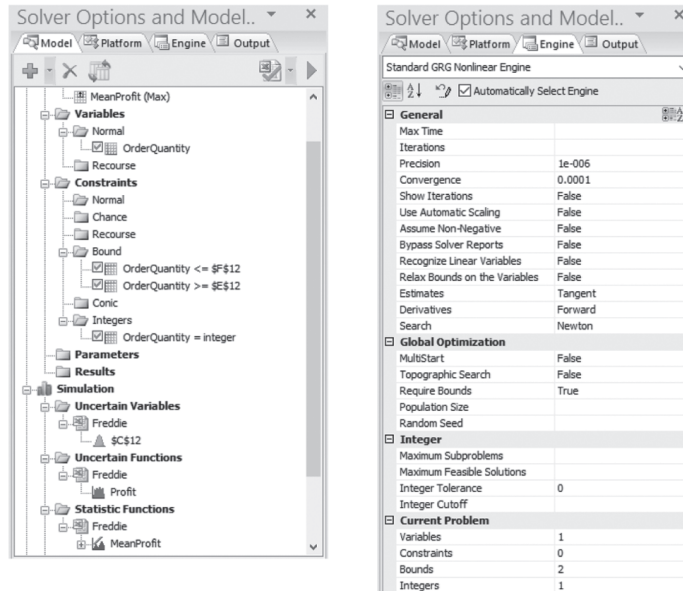 Solver Options and Model..
Model Platform Engine Output
MeanProfit (Max)
Variables
Normal
OrderQuantity
Recourse
Constraints
Normal
Chance
Recourse
Bound
OrderQuantity <= $F$12
OrderQuantity >= $E$12
Conic
Integers
OrderQuantity = integer
Parameters
Results
Simulation
Uncertain Variables
Freddie
$C$12
Uncertain Functions
Freddie
Profit
Statistic Functions
Freddie
MeanProfit
Solver Options and Model..
Model Platform Engine Output
Standard GRG Nonlinear Engine
Automatically Select Engine
General
Max Time
Iterations
Precision 1e-006
Convergence 0.0001
Show Iterations False
Use Automatic Scaling False
Assume Non-Negative False
Bypass Solver Reports False
Recognize Linear Variables False
Relax Bounds on the Variables False
Estimates Tangent
Derivatives Forward
Search Newton
Global Optimization
MultiStart False
Topographic Search False
Require Bounds True
Population Size
Random Seed
Integer
Maximum Subproblems
Maximum Feasible Solutions
Integer Tolerance 0
Integer Cutoff
Current Problem
Variables 1
Constraints 0
Bounds 2
Integers 1